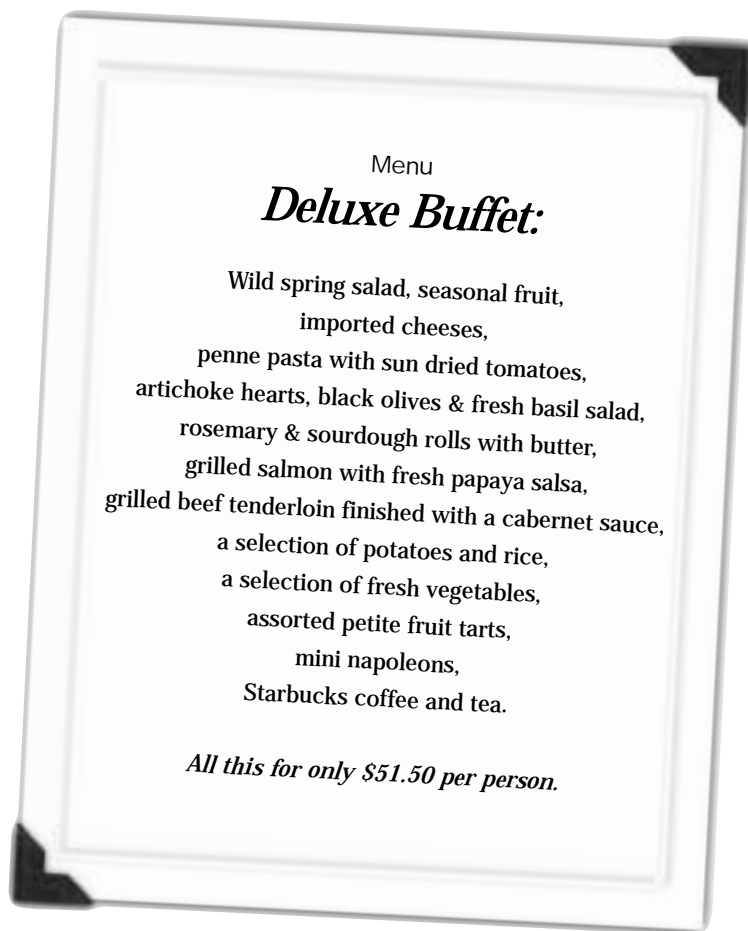 Menu
Deluxe Buffet:
Wild spring salad, seasonal fruit,
imported cheeses,
penne pasta with sun dried tomatoes,
artichoke hearts, black olives & fresh basil salad,
rosemary & sourdough rolls with butter,
grilled salmon with fresh papaya salsa,
grilled beef tenderloin finished with a cabernet sauce,
a selection of potatoes and rice,
a selection of fresh vegetables,
assorted petite fruit tarts,
mini napoleons,
Starbucks coffee and tea.
All this for only $51.50 per person.